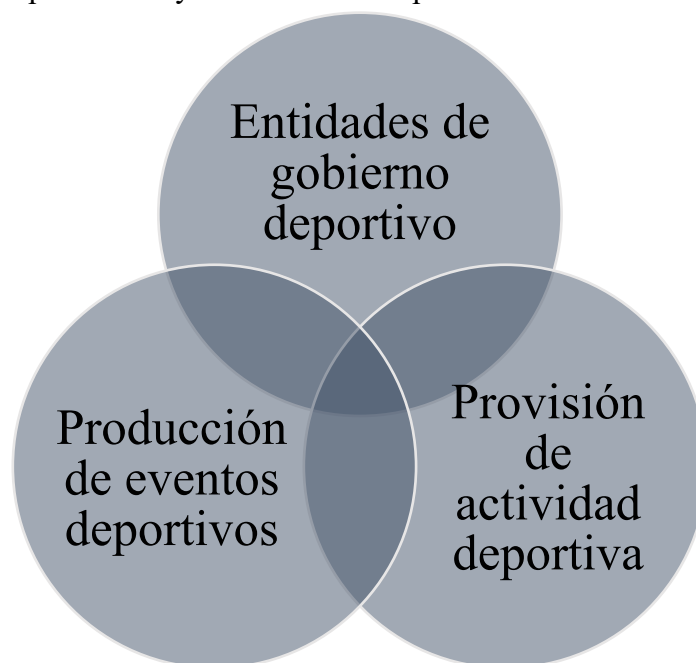 Entidades de
gobierno
deportivo
Producción
de eventos
deportivos
Provisión
de
actividad
deportiva